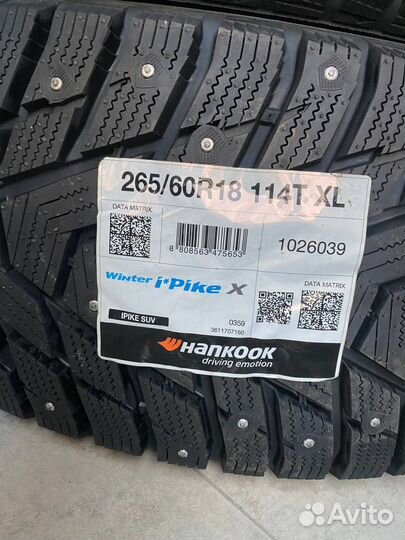 265/60R18 114T XL
DATA MATRIX
8 808563 475653
1026039
DATA MATRIX
Winter i*Pike X
IPIKE SUV
0359
3611707160
HANKOOK
driving emotion
Avito